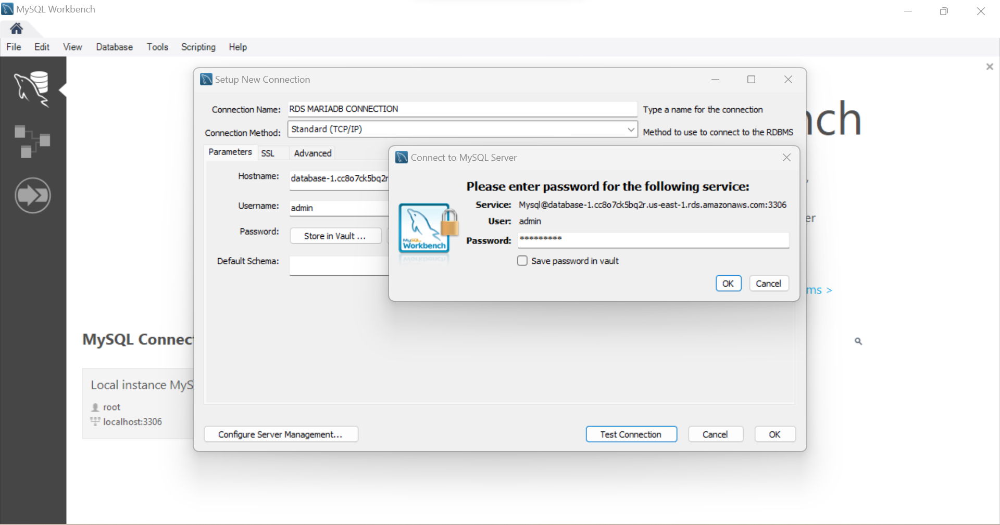 MySQL Workbench
File Edit View Database Tools Scripting Help
Setup New Connection
Connection Name: RDS MARIADB CONNECTION Type a name for the connection
Connection Method: Standard (TCP/IP) Method to use to connect to the RDBMS
Parameters SSL Advanced
Hostname: database-1.cc8o7ck5bq2r
Username: admin
Password: Store in Vault ...
Default Schema:
Connect to MySQL Server
Please enter password for the following service:
Service: Mysql@database-1.cc8o7ck5bq2r.us-east-1.rds.amazonaws.com:3306
User: admin
Password: *********
MySQL
Workbench
Save password in vault
OK Cancel
nch
er
ms >
MySQL Connect
Local instance MyS
root
localhost:3306
Configure Server Management... Test Connection Cancel OK